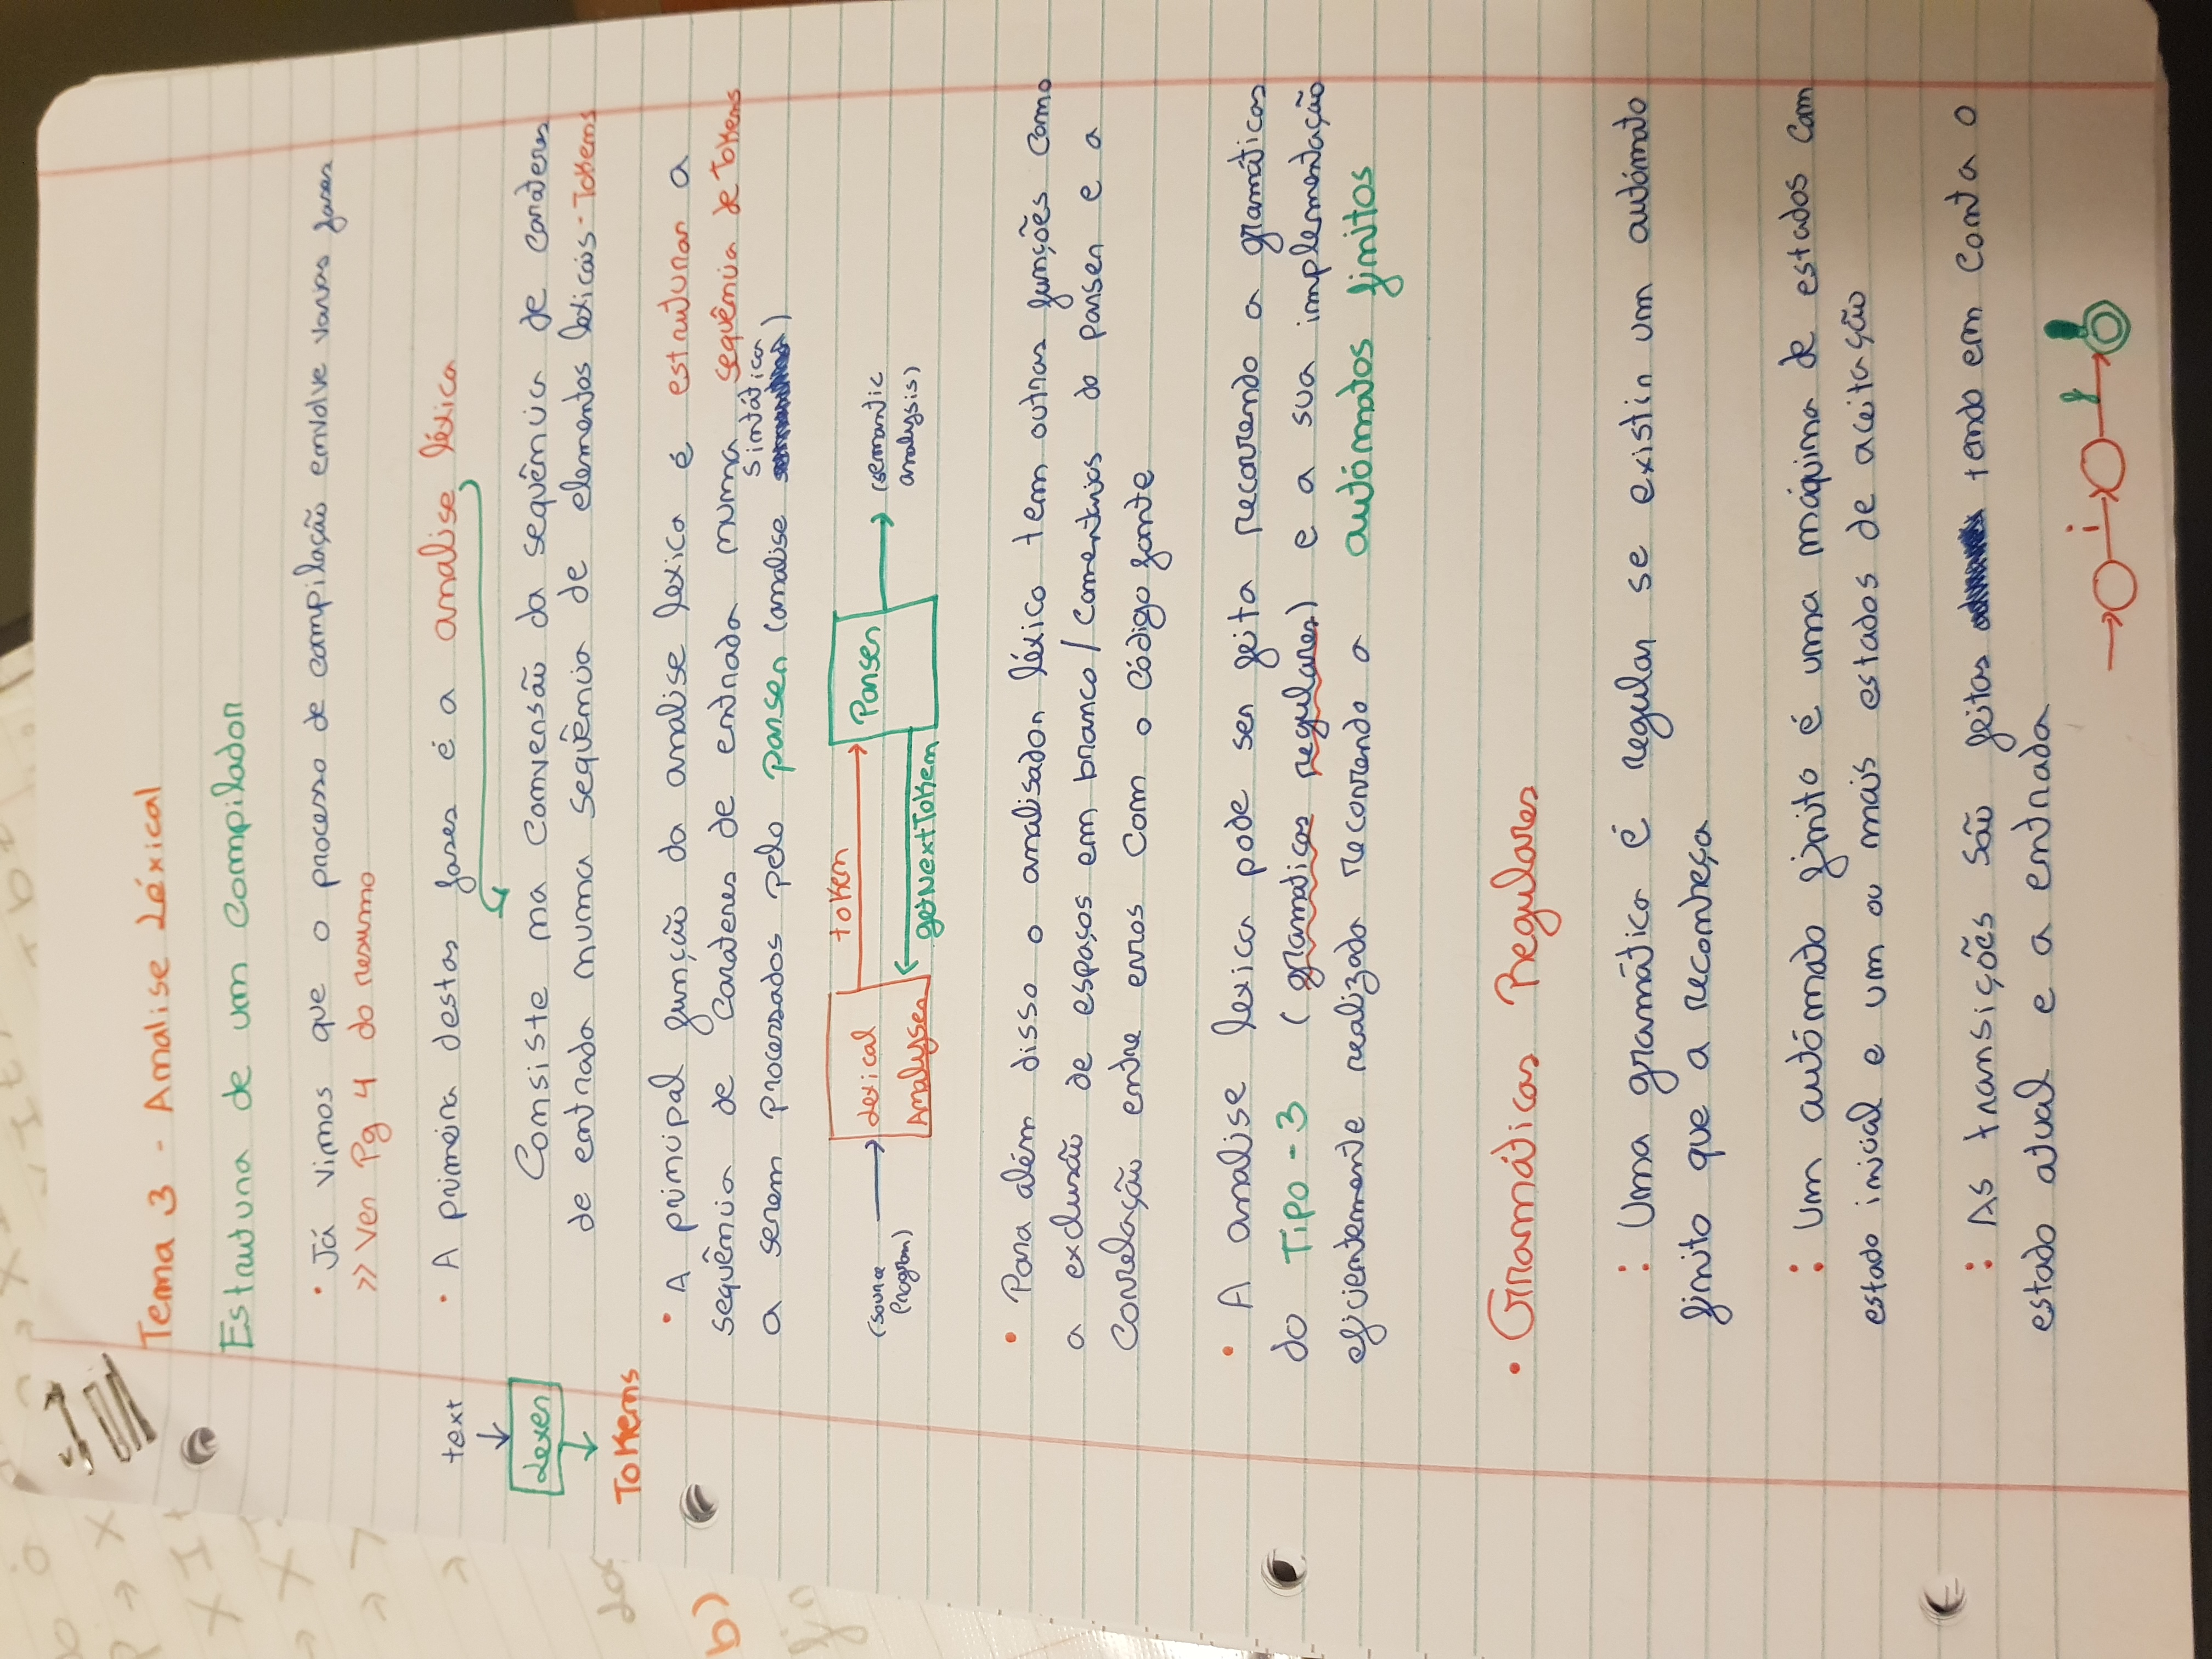 Tema 3 - Analise Léxical
Estrutura de um compilador
• Já vimos que o processo de compilação envolve varias fases
>> Ver Pg 4 do resumo
• A primeira destas fases é a analise léxica
text
Lexer
Tokens
Consiste na conversão da sequência de carateres
de entrada numa sequência de elementos lexicais - Tokens
• A principal função da analise lexica é estruturar a
sequência de carateres de entrada numa sequência de Tokens
a serem processados pelo parser (analise sintática)
(source
Program)
Lexical
Analyser
token
getNextToken
Parser
(semantic
analysis)
• Para além disso o analisador léxico tem outras funções como
a exclusão de espaços em branco/comentários do parser e a
correlação entre erros com o código fonte
• A analise lexica pode ser feita recorrendo a gramáticas
do Tipo-3 (gramaticas regulares) e a sua implementação
eficientemente realizada recorrendo a autómatos finitos
• Gramáticas Regulares
: Uma gramática é regular se existir um autómato
finito que a reconheça
: Um autómato finito é uma máquina de estados com
estado inicial e um ou mais estados de aceitação
: As transições são feitas tendo em conta o
estado atual e a entrada
i f
b)